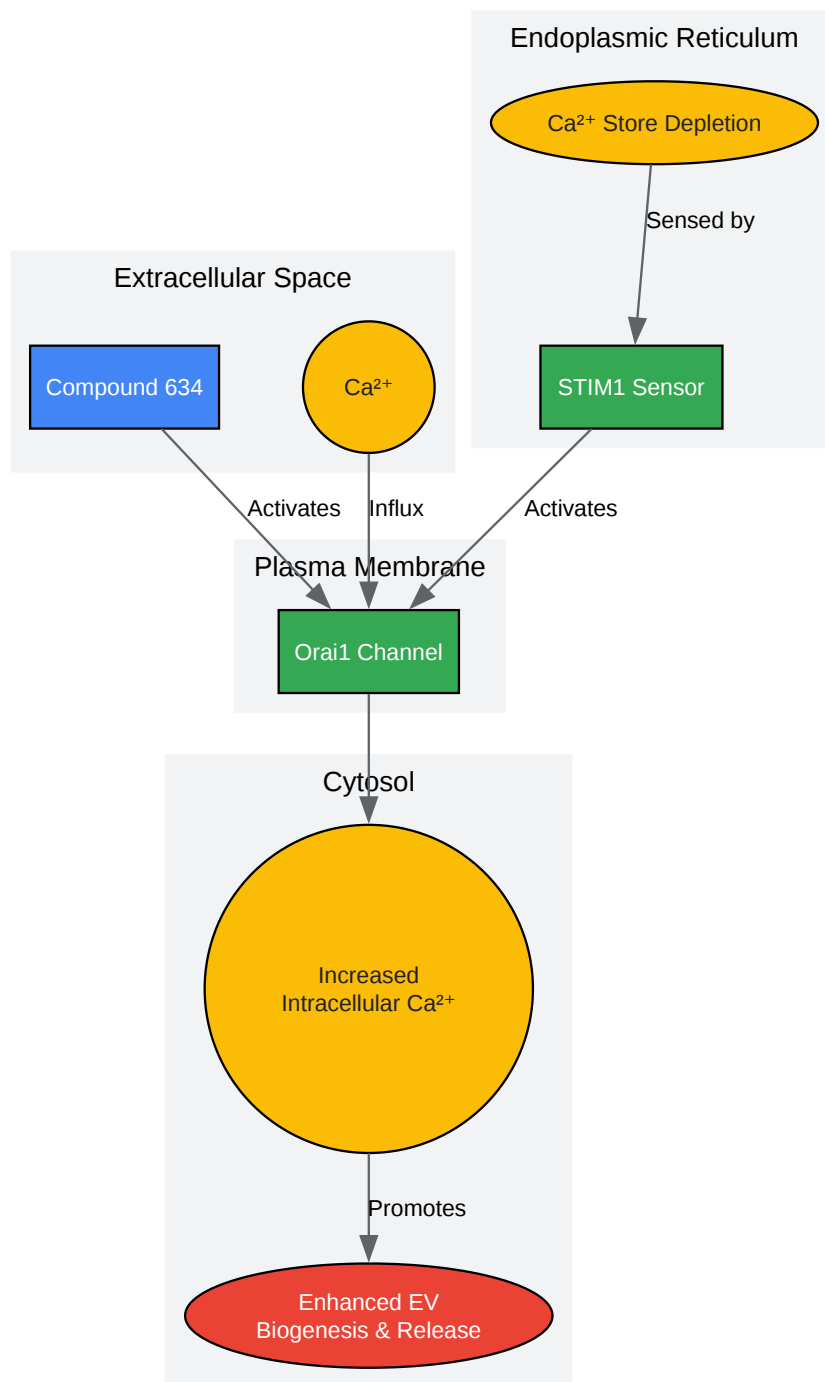 Endoplasmic Reticulum
Ca²⁺ Store Depletion
Sensed by
Extracellular Space
Compound 634
Ca²⁺
STIM1 Sensor
Activates
Influx
Activates
Plasma Membrane
Orai1 Channel
Cytosol
Increased
Intracellular Ca²⁺
Promotes
Enhanced EV
Biogenesis & Release